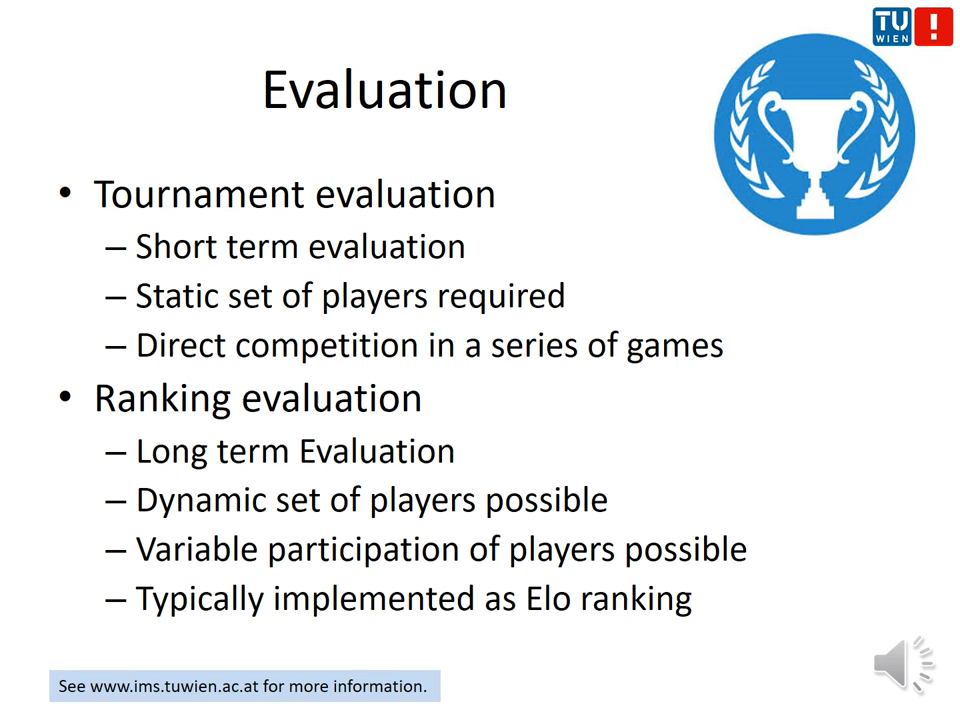 TU
WIEN
Evaluation
• Tournament evaluation
– Short term evaluation
– Static set of players required
– Direct competition in a series of games
• Ranking evaluation
– Long term Evaluation
– Dynamic set of players possible
– Variable participation of players possible
– Typically implemented as Elo ranking
See www.ims.tuwien.ac.at for more information.